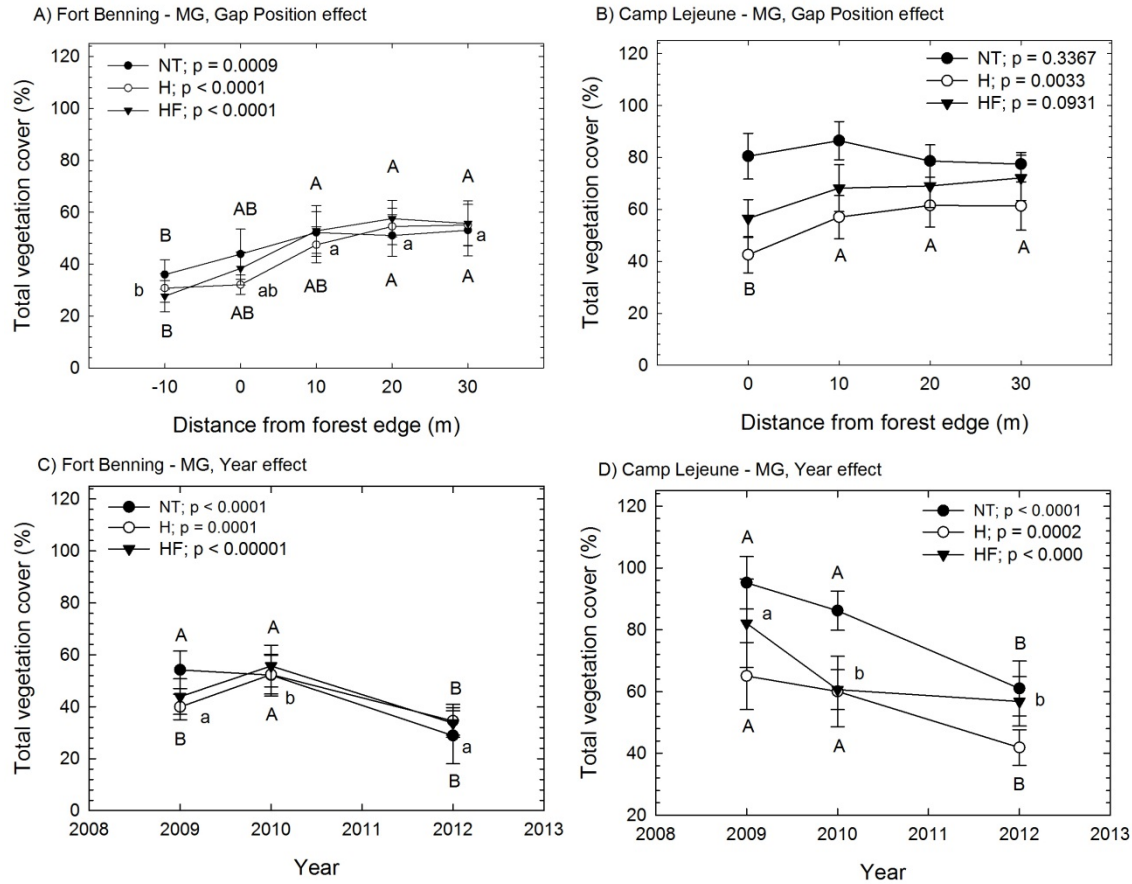 A) Fort Benning - MG, Gap Position effect
120
100
80
60
40
20
0
Total vegetation cover (%)
NT; p = 0.0009
H; p < 0.0001
HF; p < 0.0001
B
AB
A
A
A
b
ab
a
a
a
B
AB
AB
A
A
-10
0
10
20
30
Distance from forest edge (m)
B) Camp Lejeune - MG, Gap Position effect
120
100
80
60
40
20
0
Total vegetation cover (%)
NT; p = 0.3367
H; p = 0.0033
HF; p = 0.0931
B
A
A
A
0
10
20
30
Distance from forest edge (m)
C) Fort Benning - MG, Year effect
120
100
80
60
40
20
0
Total vegetation cover (%)
NT; p < 0.0001
H; p = 0.0001
HF; p < 0.00001
A
A
B
a
b
a
B
A
B
2008
2009
2010
2011
2012
2013
Year
D) Camp Lejeune - MG, Year effect
120
100
80
60
40
20
Total vegetation cover (%)
NT; p < 0.0001
H; p = 0.0002
HF; p < 0.000
A
A
B
a
b
b
A
A
B
2008
2009
2010
2011
2012
2013
Year